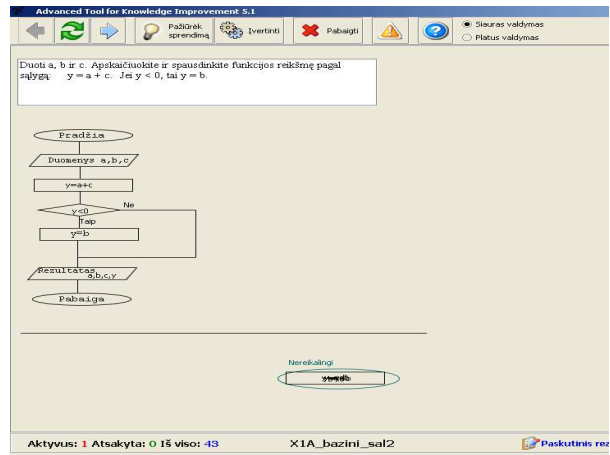 Advanced Tool for Knowledge Improvement 5.1
Pažiūrėk
sprendimą
Įvertinti
Pabaigti
Siauras valdymas
Platus valdymas
Duoti a, b ir c. Apskaičiuokite ir spausdinkite funkcijos reikšmę pagal
sąlygą: y = a + c. Jei y < 0, tai y = b.
Pradžia
Duomenys a,b,c
y=a+c
y<0
Ne
Taip
y=b
Rezultatas
a,b,c,y
Pabaiga
Nereikalingi
Aktyvus: 1 Atsakyta: 0 Iš viso: 43
X1A_bazini_sal2
Paskutinis rez